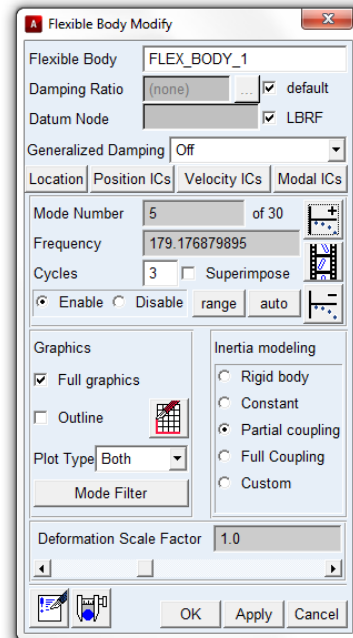 Flexible Body Modify
Flexible Body FLEX_BODY_1
Damping Ratio (none) ... default
Datum Node LBRF
Generalized Damping Off
Location Position ICs Velocity ICs Modal ICs
Mode Number 5 of 30
Frequency 179.176879895
Cycles 3 Superimpose
Enable Disable range auto
Graphics
Full graphics
Outline
Plot Type Both
Mode Filter
Inertia modeling
Rigid body
Constant
Partial coupling
Full Coupling
Custom
Deformation Scale Factor 1.0
OK Apply Cancel